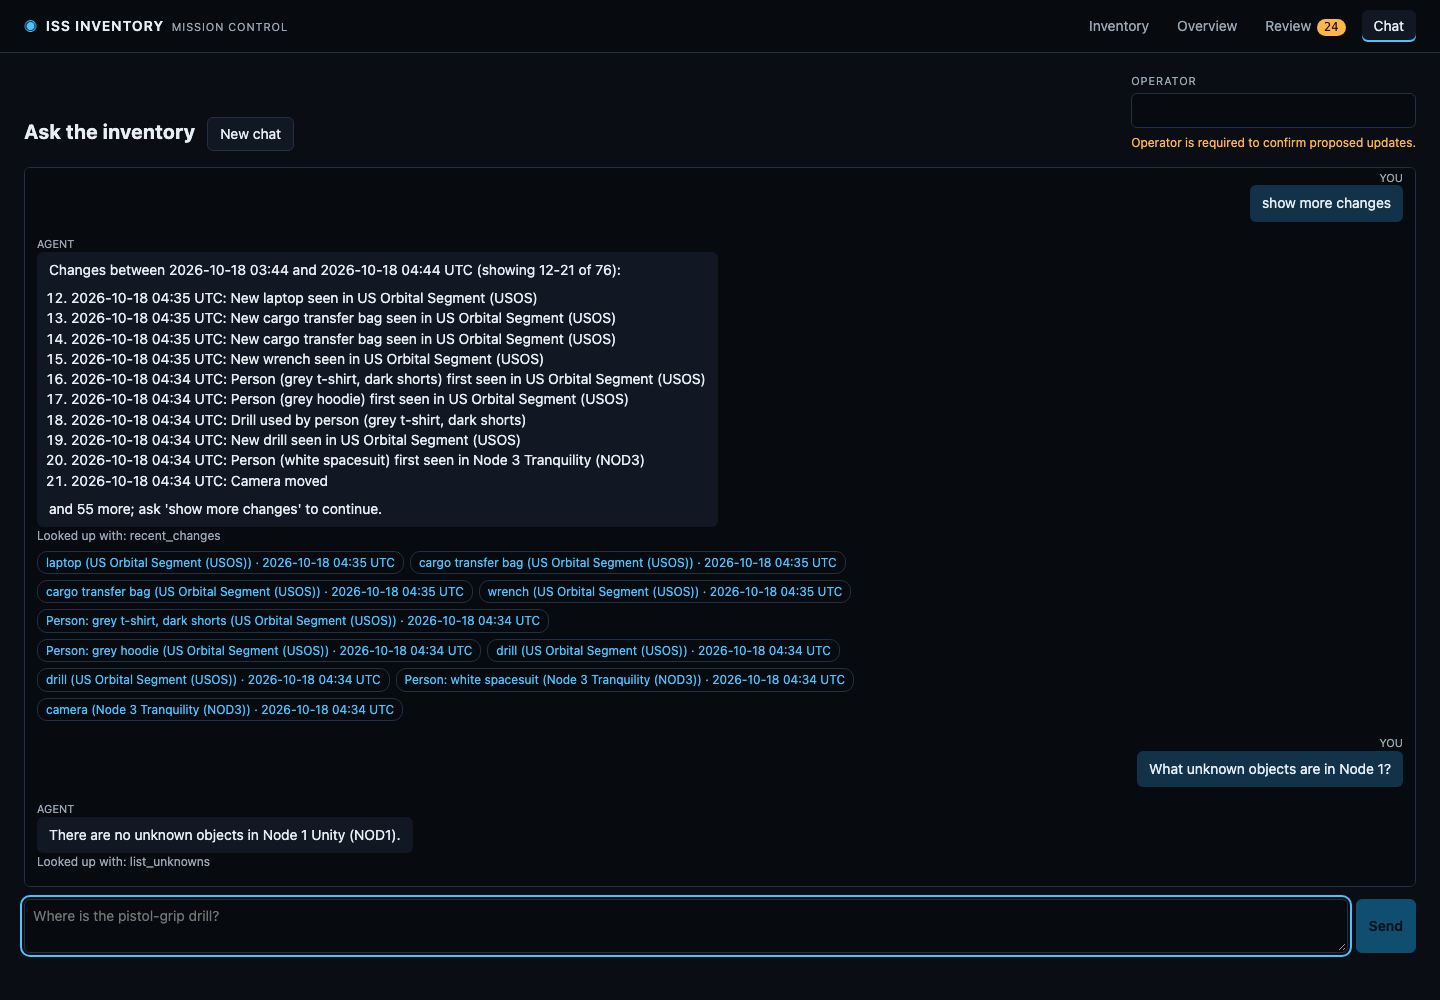 ISS INVENTORY MISSION CONTROL
Inventory
Overview
Review 24
Chat
OPERATOR
Operator is required to confirm proposed updates.
Ask the inventory
New chat
YOU
show more changes
AGENT
Changes between 2026-10-18 03:44 and 2026-10-18 04:44 UTC (showing 12-21 of 76):
12. 2026-10-18 04:35 UTC: New laptop seen in US Orbital Segment (USOS)
13. 2026-10-18 04:35 UTC: New cargo transfer bag seen in US Orbital Segment (USOS)
14. 2026-10-18 04:35 UTC: New cargo transfer bag seen in US Orbital Segment (USOS)
15. 2026-10-18 04:35 UTC: New wrench seen in US Orbital Segment (USOS)
16. 2026-10-18 04:34 UTC: Person (grey t-shirt, dark shorts) first seen in US Orbital Segment (USOS)
17. 2026-10-18 04:34 UTC: Person (grey hoodie) first seen in US Orbital Segment (USOS)
18. 2026-10-18 04:34 UTC: Drill used by person (grey t-shirt, dark shorts)
19. 2026-10-18 04:34 UTC: New drill seen in US Orbital Segment (USOS)
20. 2026-10-18 04:34 UTC: Person (white spacesuit) first seen in Node 3 Tranquility (NOD3)
21. 2026-10-18 04:34 UTC: Camera moved
and 55 more; ask 'show more changes' to continue.
Looked up with: recent_changes
laptop (US Orbital Segment (USOS)) · 2026-10-18 04:35 UTC
cargo transfer bag (US Orbital Segment (USOS)) · 2026-10-18 04:35 UTC
cargo transfer bag (US Orbital Segment (USOS)) · 2026-10-18 04:35 UTC
wrench (US Orbital Segment (USOS)) · 2026-10-18 04:35 UTC
Person: grey t-shirt, dark shorts (US Orbital Segment (USOS)) · 2026-10-18 04:34 UTC
Person: grey hoodie (US Orbital Segment (USOS)) · 2026-10-18 04:34 UTC
drill (US Orbital Segment (USOS)) · 2026-10-18 04:34 UTC
drill (US Orbital Segment (USOS)) · 2026-10-18 04:34 UTC
Person: white spacesuit (Node 3 Tranquility (NOD3)) · 2026-10-18 04:34 UTC
camera (Node 3 Tranquility (NOD3)) · 2026-10-18 04:34 UTC
YOU
What unknown objects are in Node 1?
AGENT
There are no unknown objects in Node 1 Unity (NOD1).
Looked up with: list_unknowns
Where is the pistol-grip drill?
Send